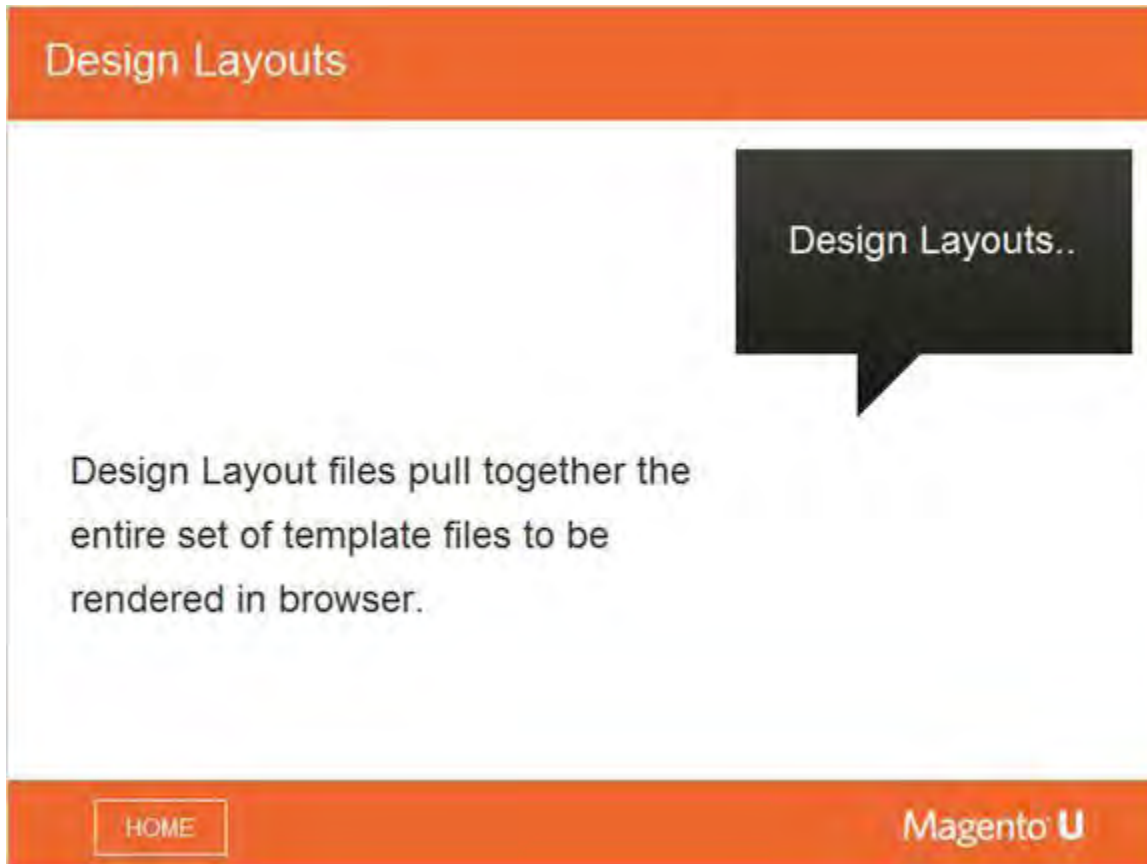 Design Layouts
Design Layouts..
Design Layout files pull together the
entire set of template files to be
rendered in browser.
HOME
Magento U